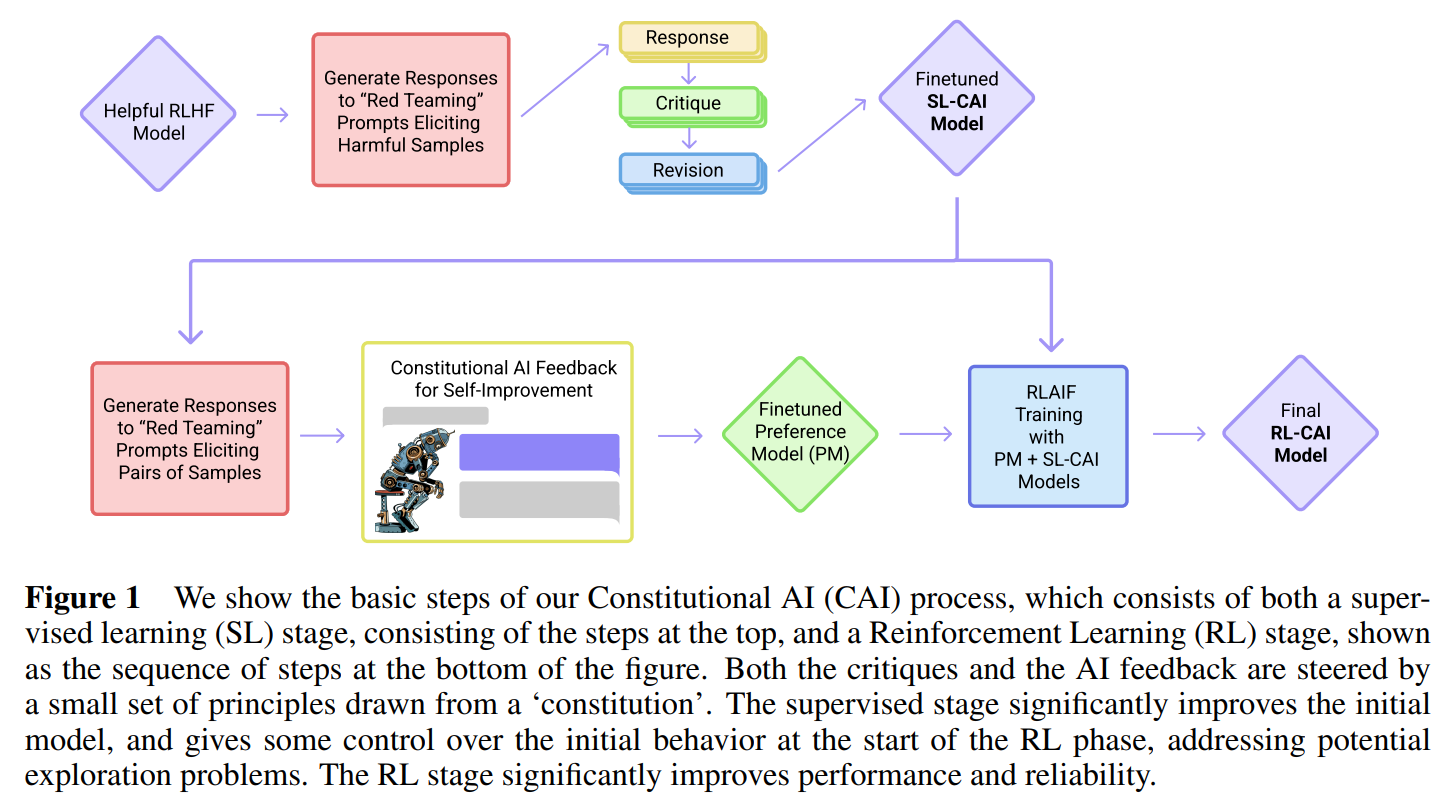 Helpful RLHF
Model
Generate Responses
to “Red Teaming”
Prompts Eliciting
Harmful Samples
Response
Critique
Revision
Finetuned
SL-CAI
Model
Generate Responses
to “Red Teaming”
Prompts Eliciting
Pairs of Samples
Constitutional AI Feedback
for Self-Improvement
Finetuned
Preference
Model (PM)
RLAIF
Training
with
PM + SL-CAI
Models
Final
RL-CAI
Model
Figure 1 We show the basic steps of our Constitutional AI (CAI) process, which consists of both a super-
vised learning (SL) stage, consisting of the steps at the top, and a Reinforcement Learning (RL) stage, shown
as the sequence of steps at the bottom of the figure. Both the critiques and the AI feedback are steered by
a small set of principles drawn from a ‘constitution’. The supervised stage significantly improves the initial
model, and gives some control over the initial behavior at the start of the RL phase, addressing potential
exploration problems. The RL stage significantly improves performance and reliability.